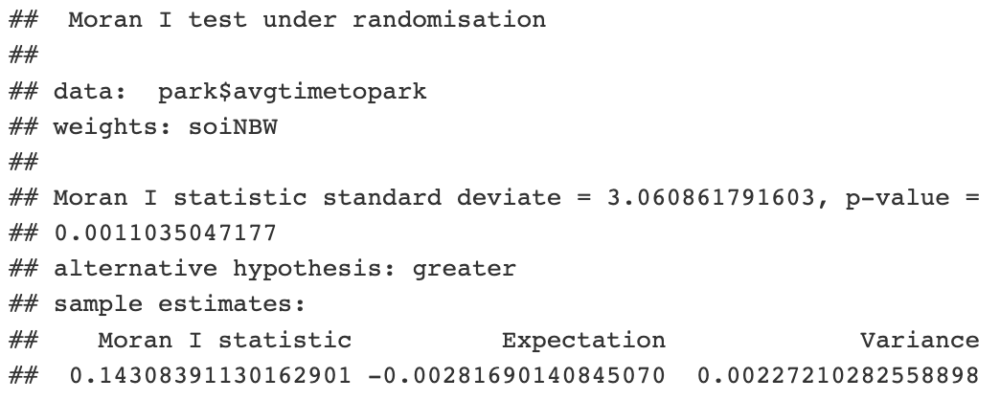 ##  Moran I test under randomisation
##
## data:  park$avgtimetopark
## weights: soiNBW
##
## Moran I statistic standard deviate = 3.060861791603, p-value =
## 0.0011035047177
## alternative hypothesis: greater
## sample estimates:
##    Moran I statistic          Expectation             Variance
##  0.14308391130162901 -0.00281690140845070  0.00227210282558898